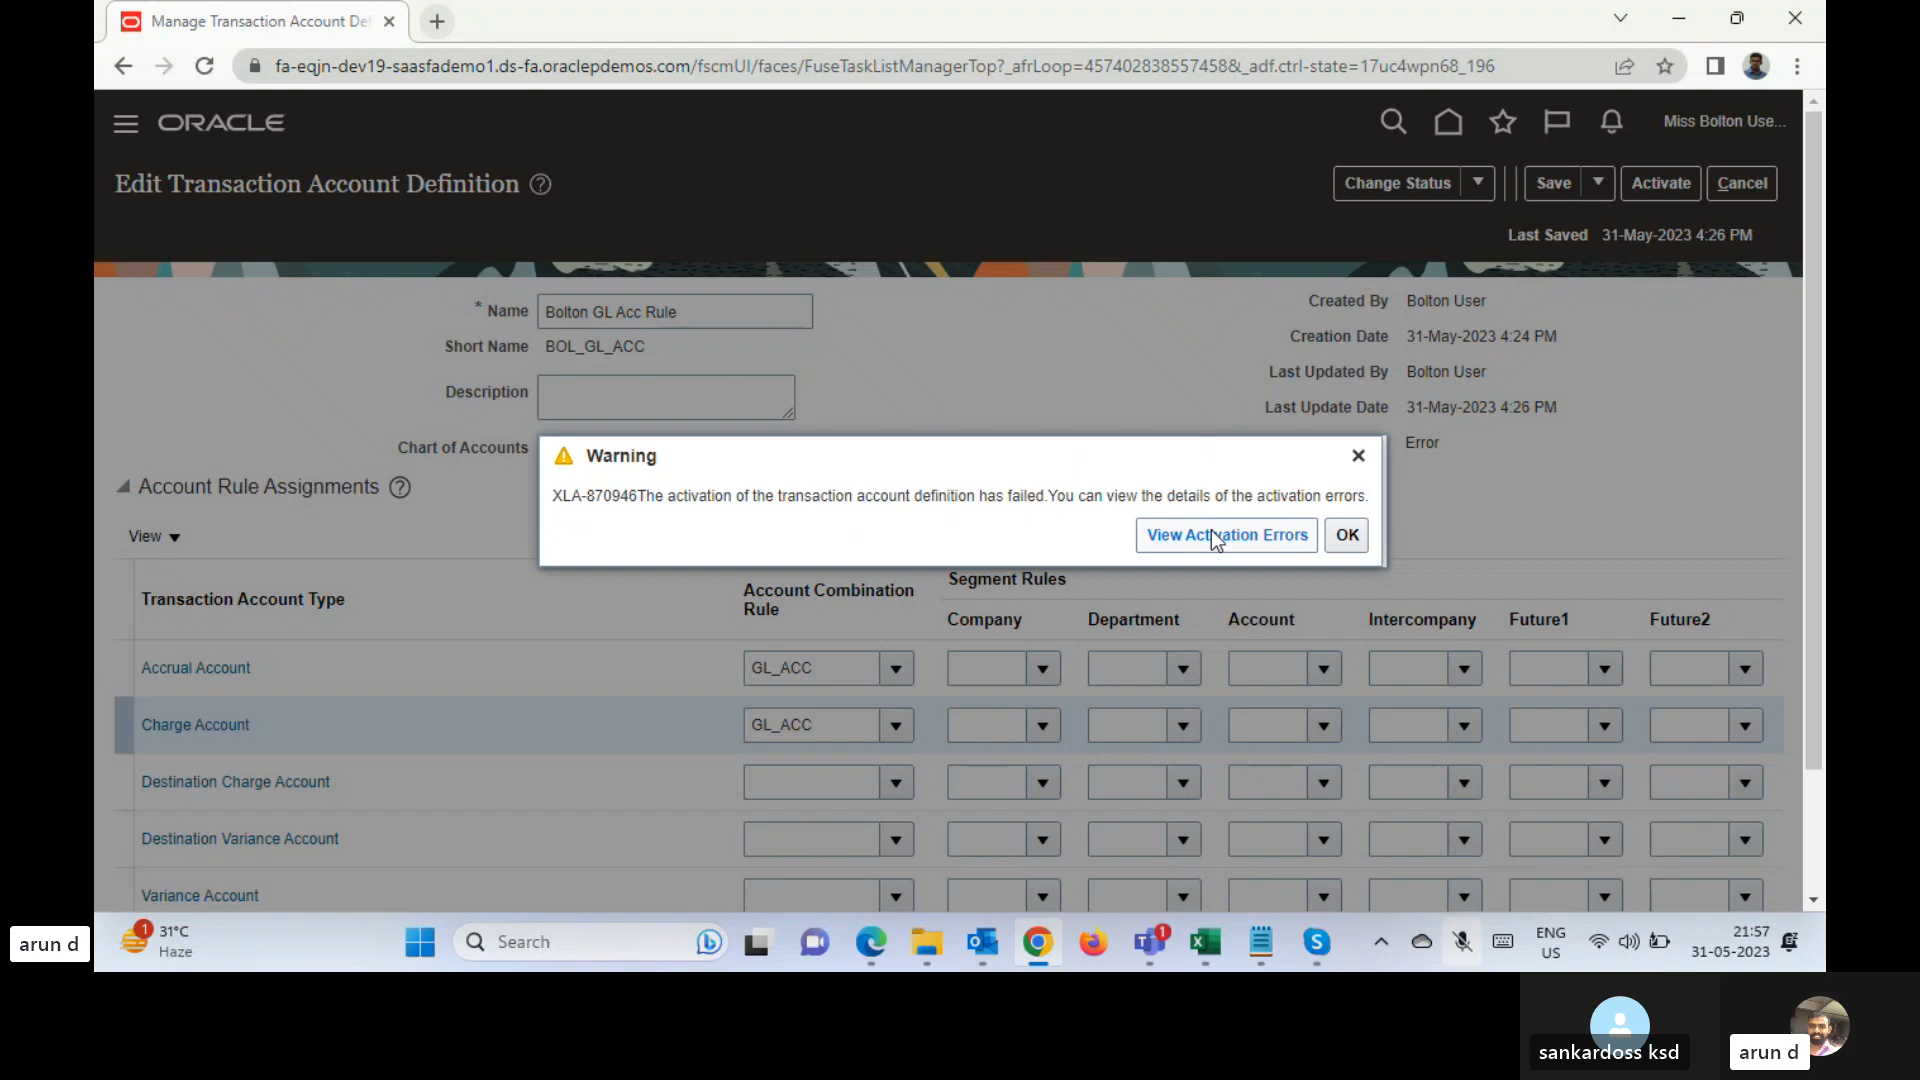 Manage Transaction Account Def
fa-eqjn-dev19-saasfademo1.ds-fa.oraclepdemos.com/fscmUI/faces/FuseTaskListManagerTop?_afrLoop=4574028385574586&_adf.ctrl-state=17uc4wpn68_196
ORACLE
Miss Bolton Use...
Edit Transaction Account Definition
Change Status
Save
Activate
Cancel
Last Saved 31-May-2023 4:26 PM
* Name Bolton GL Acc Rule
Short Name BOL_GL_ACC
Description
Chart of Accounts
Created By Bolton User
Creation Date 31-May-2023 4:24 PM
Last Updated By Bolton User
Last Update Date 31-May-2023 4:26 PM
Error
Warning
XLA-870946The activation of the transaction account definition has failed.You can view the details of the activation errors.
View Activation Errors
OK
Account Rule Assignments
View
Transaction Account Type
Account Combination
Rule
Segment Rules
Company
Department
Account
Intercompany
Future1
Future2
Accrual Account GL_ACC
Charge Account GL_ACC
Destination Charge Account
Destination Variance Account
Variance Account
arun d
1
31°C
Haze
Search
1
ENG
US
21:57
31-05-2023
sankardoss ksd
arun d